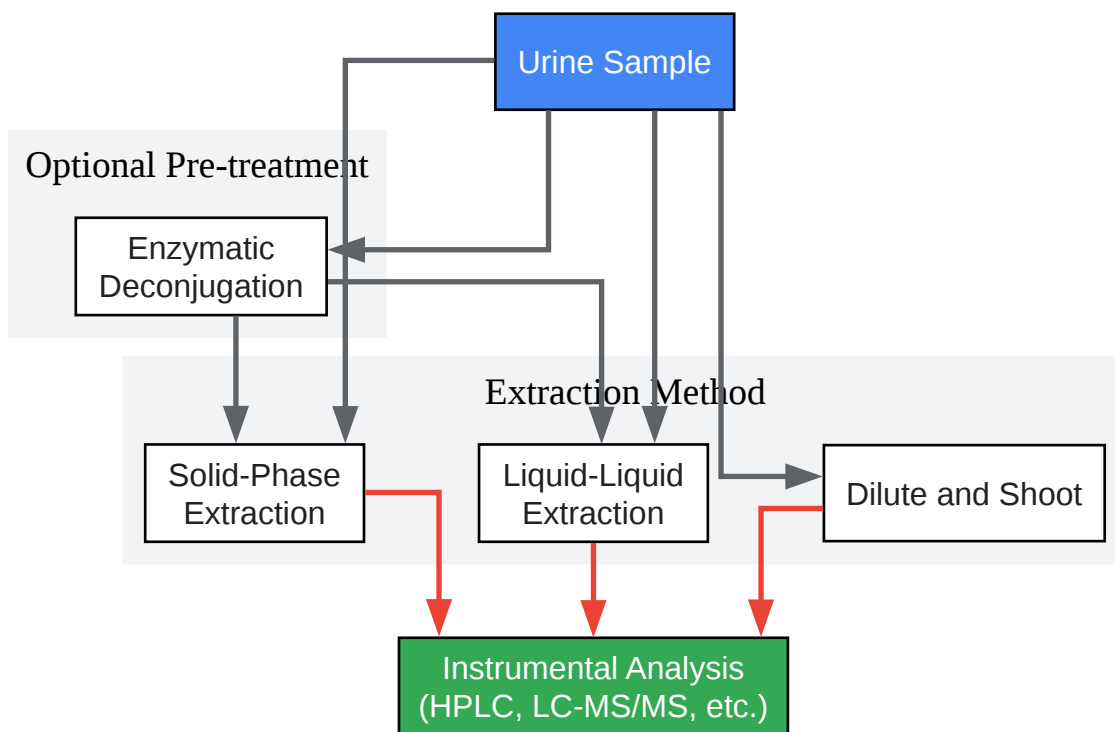 Urine Sample
Optional Pre-treatment
Enzymatic
Deconjugation
Extraction Method
Solid-Phase
Extraction
Liquid-Liquid
Extraction
Dilute and Shoot
Instrumental Analysis
(HPLC, LC-MS/MS, etc.)